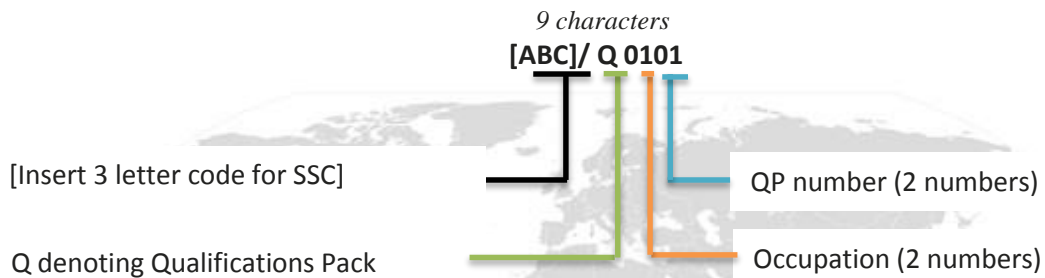 9 characters
[ABC]/ Q 0101
[Insert 3 letter code for SSC]
QP number (2 numbers)
Q denoting Qualifications Pack
Occupation (2 numbers)